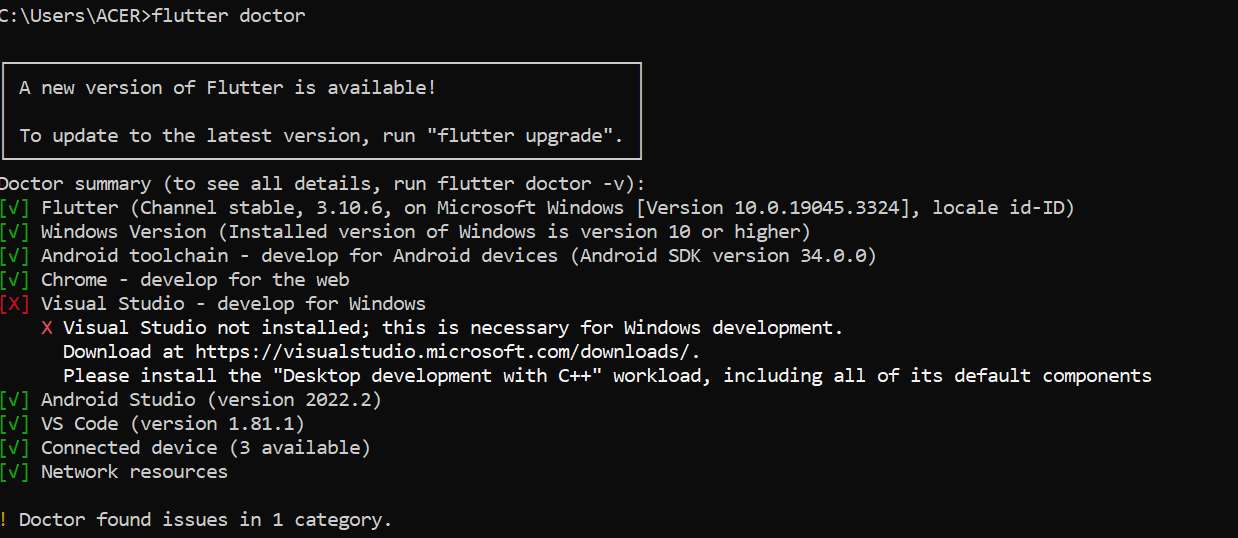 C:\Users\ACER>flutter doctor
A new version of Flutter is available!
To update to the latest version, run "flutter upgrade".
Doctor summary (to see all details, run flutter doctor -v):
[√] Flutter (Channel stable, 3.10.6, on Microsoft Windows [Version 10.0.19045.3324], locale id-ID)
[√] Windows Version (Installed version of Windows is version 10 or higher)
[√] Android toolchain - develop for Android devices (Android SDK version 34.0.0)
[√] Chrome - develop for the web
[X] Visual Studio - develop for Windows
X Visual Studio not installed; this is necessary for Windows development.
Download at https://visualstudio.microsoft.com/downloads/.
Please install the "Desktop development with C++" workload, including all of its default components
[√] Android Studio (version 2022.2)
[√] VS Code (version 1.81.1)
[√] Connected device (3 available)
[√] Network resources
! Doctor found issues in 1 category.